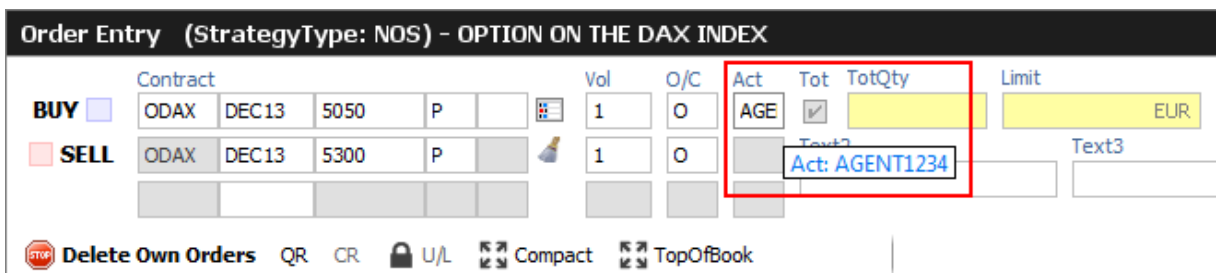 Order Entry (StrategyType: NOS) - OPTION ON THE DAX INDEX
Contract Vol O/C Act Tot TotQty Limit
BUY ODAX DEC13 5050 P 1 O AGE EUR
Text3
SELL ODAX DEC13 5300 P 1 O
Act: AGENT1234
STOP Delete Own Orders QR CR U/L Compact TopOfBook